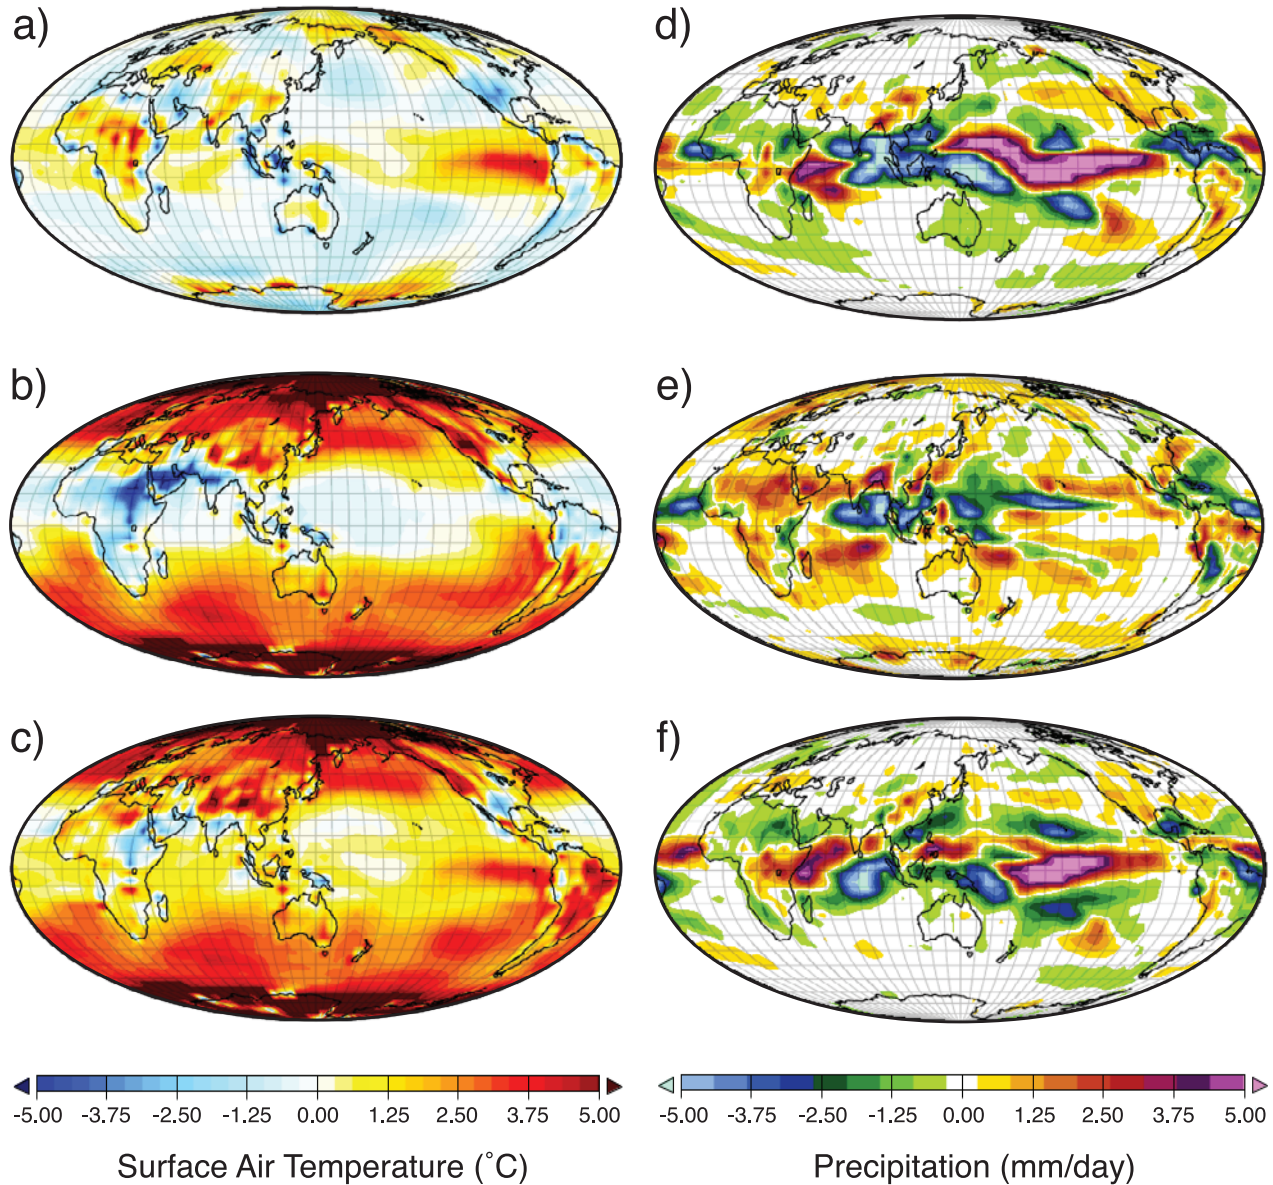 a)
d)
b)
e)
c)
f)
-5.00 -3.75 -2.50 -1.25 0.00 1.25 2.50 3.75 5.00
-5.00 -3.75 -2.50 -1.25 0.00 1.25 2.50 3.75 5.00
Surface Air Temperature (˚C)
Precipitation (mm/day)